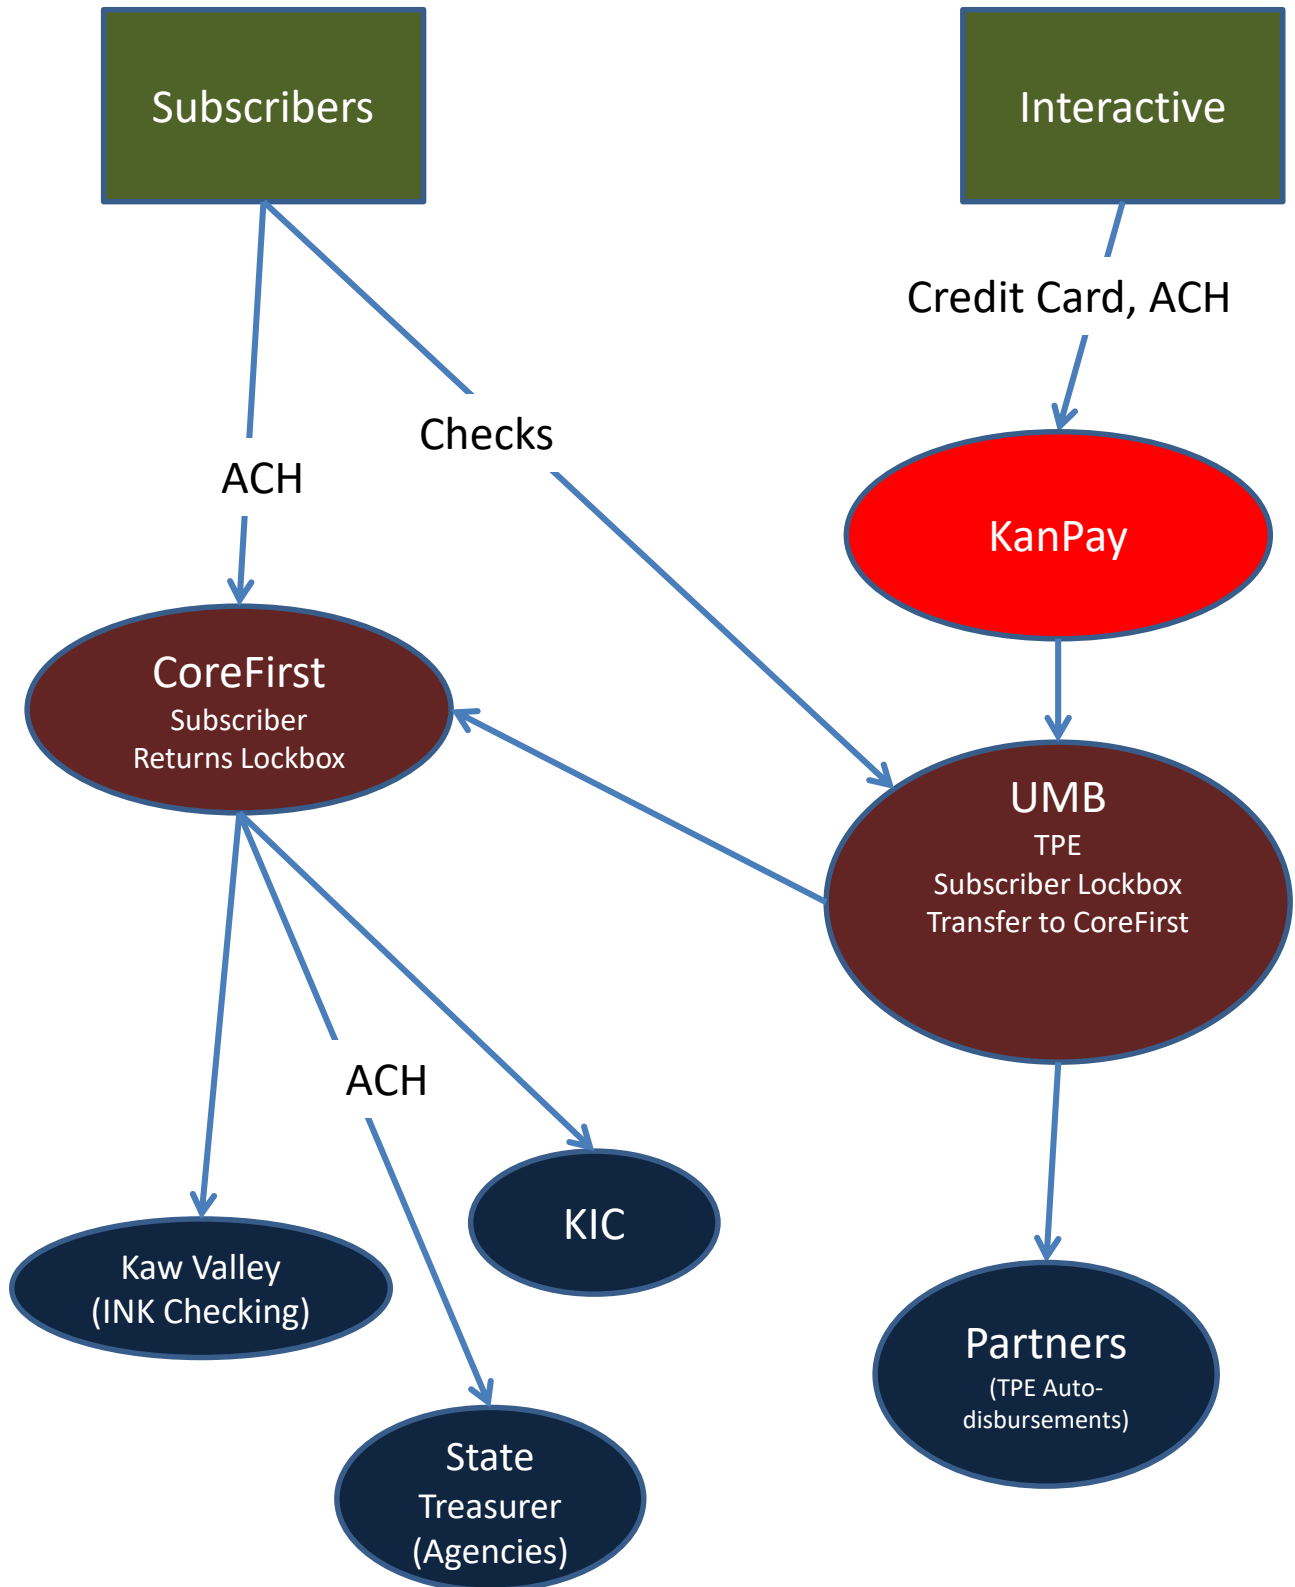 Subscribers
Interactive
Credit Card, ACH
Checks
ACH
KanPay
CoreFirst
Subscriber
Returns Lockbox
UMB
TPE
Subscriber Lockbox
Transfer to CoreFirst
ACH
KIC
Kaw Valley
(INK Checking)
Partners
(TPE Auto-
disbursements)
State
Treasurer
(Agencies)